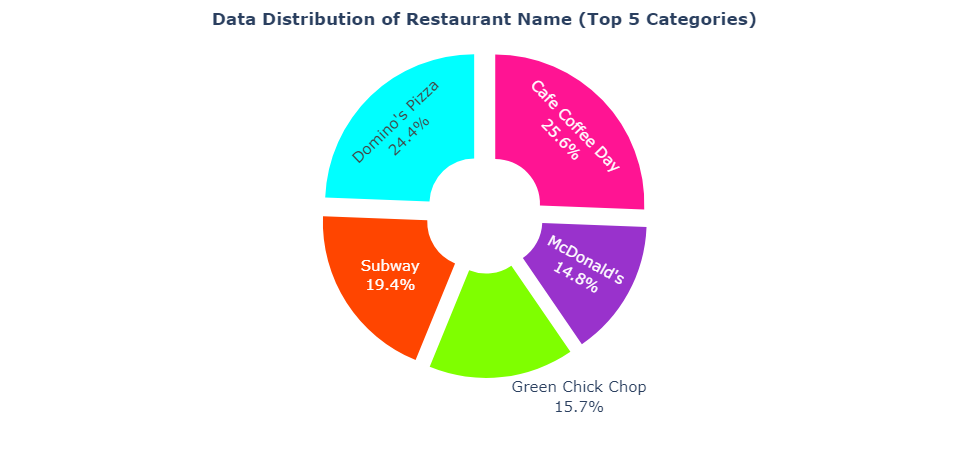 Data Distribution of Restaurant Name (Top 5 Categories)
Domino's Pizza
24.4%
Cafe Coffee Day
25.6%
Subway
19.4%
McDonald's
14.8%
Green Chick Chop
15.7%